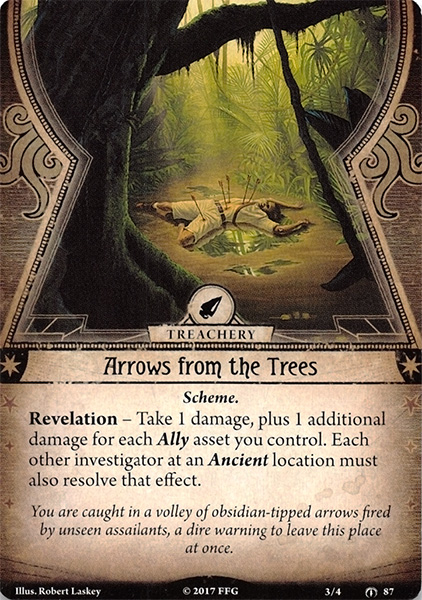 TREACHERY
Arrows from the Trees
Scheme.
Revelation – Take 1 damage, plus 1 additional
damage for each Ally asset you control. Each
other investigator at an Ancient location must
also resolve that effect.
You are caught in a volley of obsidian-tipped arrows fired
by unseen assailants, a dire warning to leave this place
at once.
Illus. Robert Laskey © 2017 FFG 3/4 87